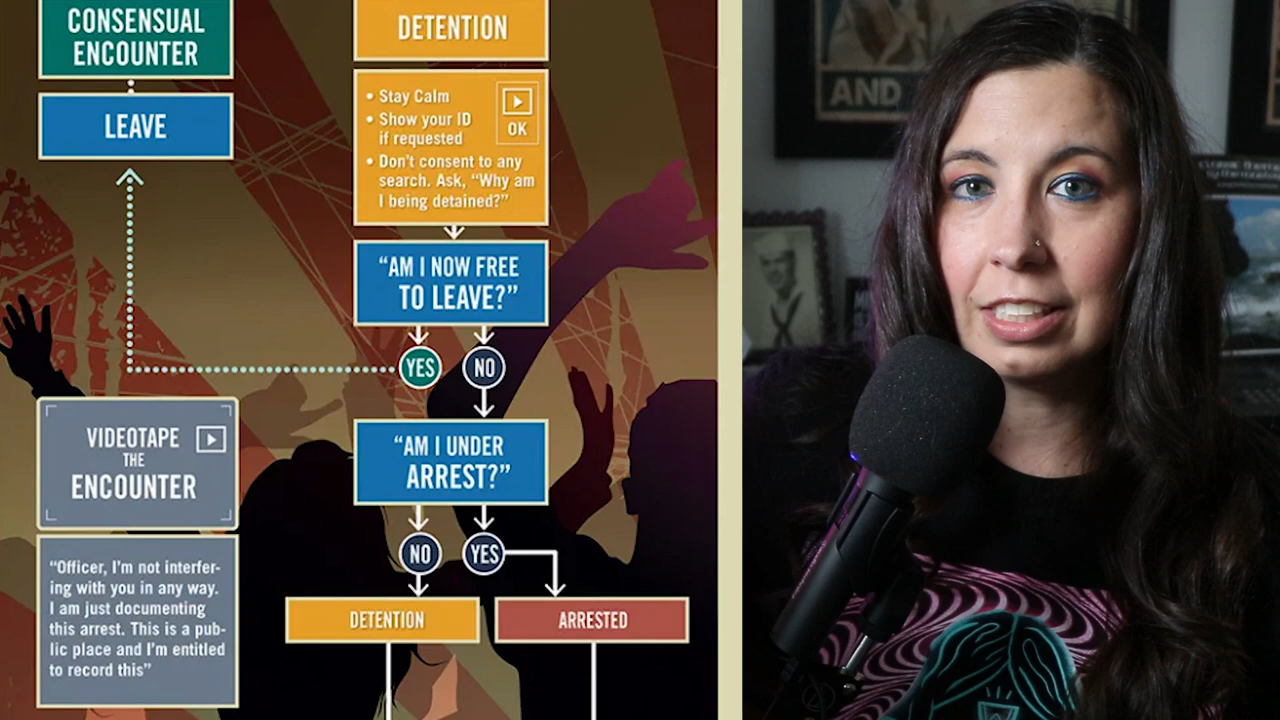 CONSENSUAL
ENCOUNTER
LEAVE
DETENTION
• Stay Calm
• Show your ID
if requested
• Don't consent to any
search. Ask, “Why am
I being detained?”
OK
“AM I NOW FREE
TO LEAVE?”
YES
NO
VIDEOTAPE
THE
ENCOUNTER
“Officer, I'm not interfer-
ing with you in any way.
I am just documenting
this arrest. This is a pub-
lic place and I'm entitled
to record this”
“AM I UNDER
ARREST?”
NO
YES
DETENTION
ARRESTED
AND